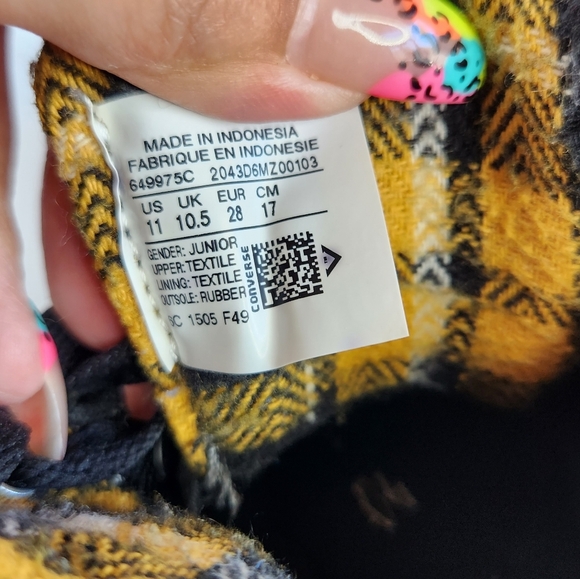 MADE IN INDONESIA
FABRIQUE EN INDONESIE
649975C 2043D6MZ00103
US UK EUR CM
11 10.5 28 17
GENDER: JUNIOR
UPPER: TEXTILE
LINING: TEXTILE
OUTSOLE: RUBBER
CONVERSE
1505 F49